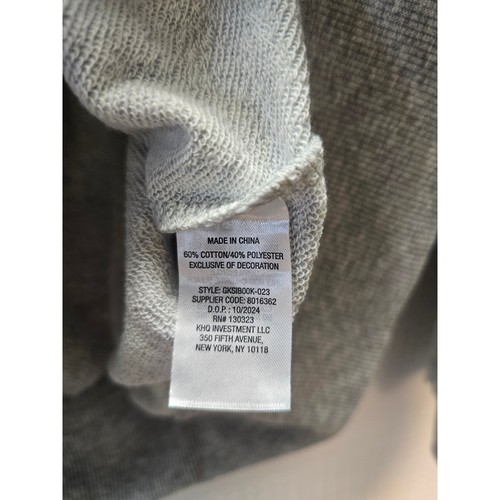 MADE IN CHINA
60% COTTON/40% POLYESTER
EXCLUSIVE OF DECORATION
STYLE: GKSIB00K-023
SUPPLIER CODE: 8016362
D.O.P.: 10/2024
RN# 130323
KHQ INVESTMENT LLC
350 FIFTH AVENUE,
NEW YORK, NY 10118